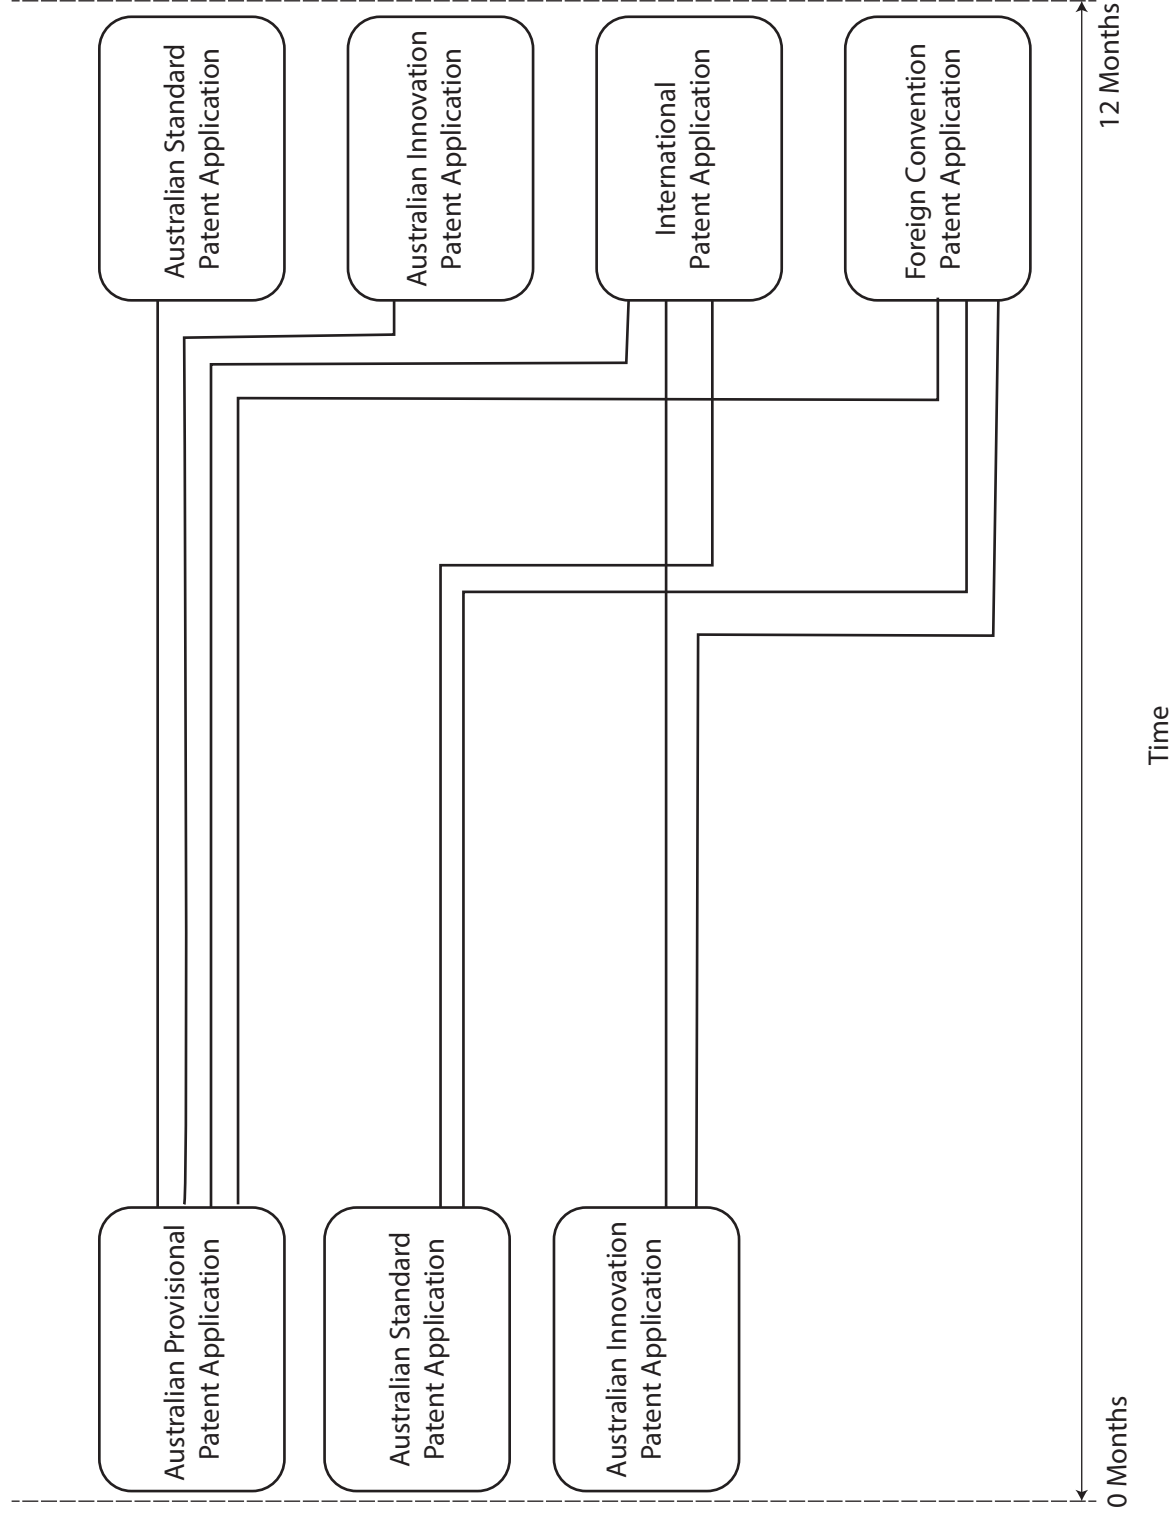 Australian Provisional
Patent Application
Australian Standard
Patent Application
Australian Innovation
Patent Application
Australian Standard
Patent Application
Australian Innovation
Patent Application
International
Patent Application
Foreign Convention
Patent Application
0 Months
12 Months
Time